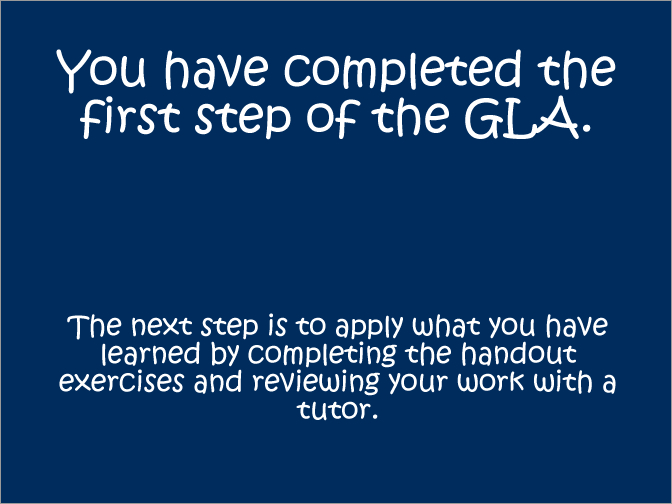 You have completed the
first step of the GLA.
The next step is to apply what you have
learned by completing the handout
exercises and reviewing your work with a
tutor.